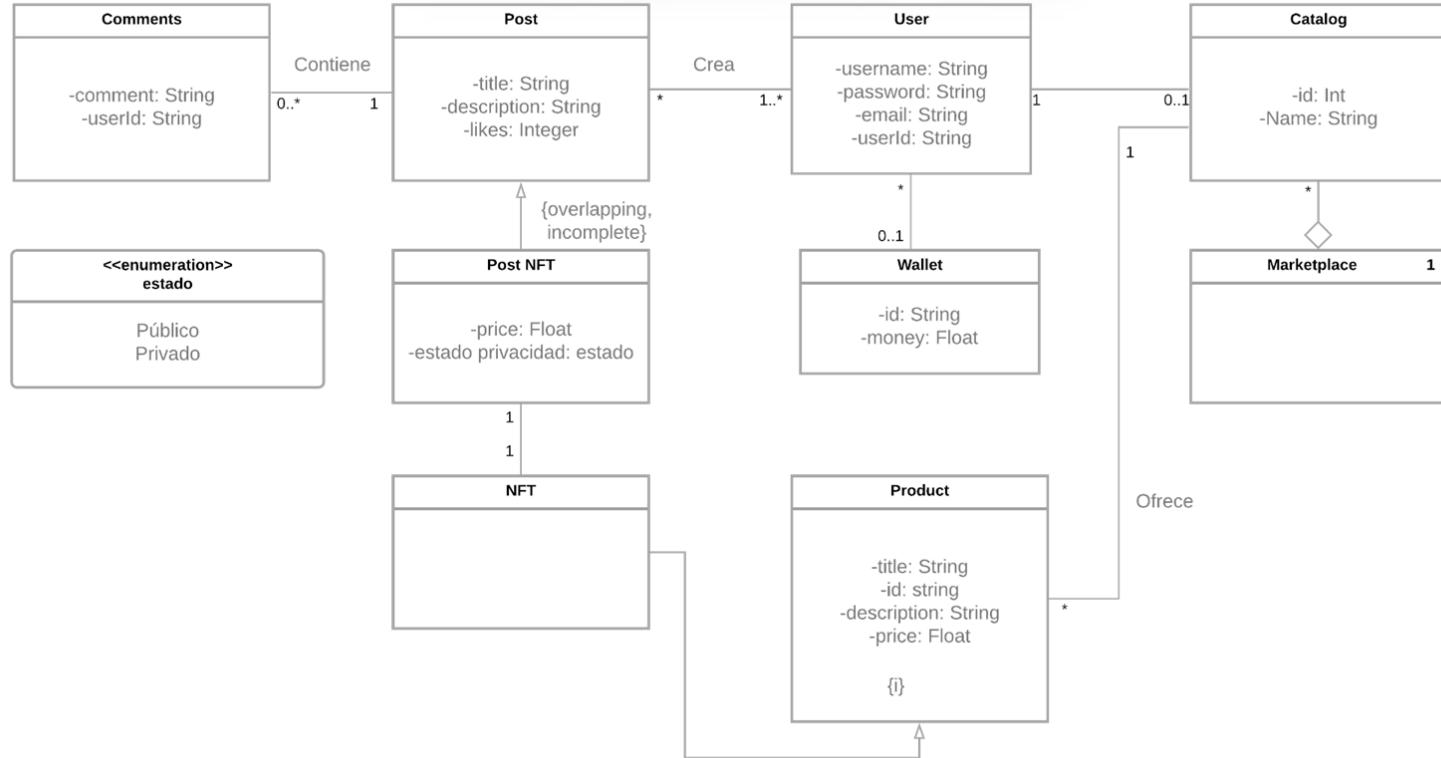 Comments
-comment: String
-userId: String
Contiene
0..*
1
Post
-title: String
-description: String
-likes: Integer
Crea
*
1..*
User
-username: String
-password: String
-email: String
-userId: String
1
0..1
Catalog
-id: Int
-Name: String
1
*
{overlapping,
incomplete}
*
0..1
<<enumeration>>
estado
Público
Privado
Post NFT
-price: Float
-estado privacidad: estado
Wallet
-id: String
-money: Float
Marketplace
1
1
1
NFT
Product
-title: String
-id: string
-description: String
-price: Float
{i}
Ofrece
*